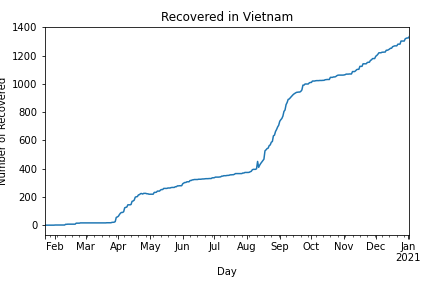 Recovered in Vietnam
Number of Recovered
1400
1200
1000
800
600
400
200
0
Feb Mar Apr May Jun Jul Aug Sep Oct Nov Dec Jan
2021
Day